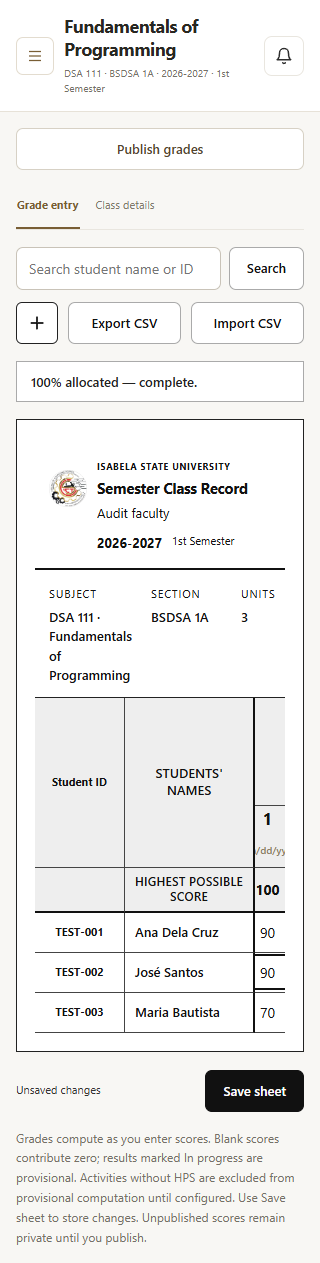 Fundamentals of
Programming
DSA 111 · BSDSA 1A · 2026-2027 · 1st
Semester
Publish grades
Grade entry
Class details
Search student name or ID
Search
+
Export CSV
Import CSV
100% allocated — complete.
ISABELA STATE UNIVERSITY
Semester Class Record
Audit faculty
2026-2027 1st Semester
SUBJECT SECTION UNITS
DSA 111 · BSDSA 1A 3
Fundamentals
of
Programming
Student ID
STUDENTS'
NAMES
1
/dd/yy
HIGHEST POSSIBLE
SCORE
100
TEST-001 Ana Dela Cruz 90
TEST-002 José Santos 90
TEST-003 Maria Bautista 70
Unsaved changes
Save sheet
Grades compute as you enter scores. Blank scores
contribute zero; results marked In progress are
provisional. Activities without HPS are excluded from
provisional computation until configured. Use Save
sheet to store changes. Unpublished scores remain
private until you publish.